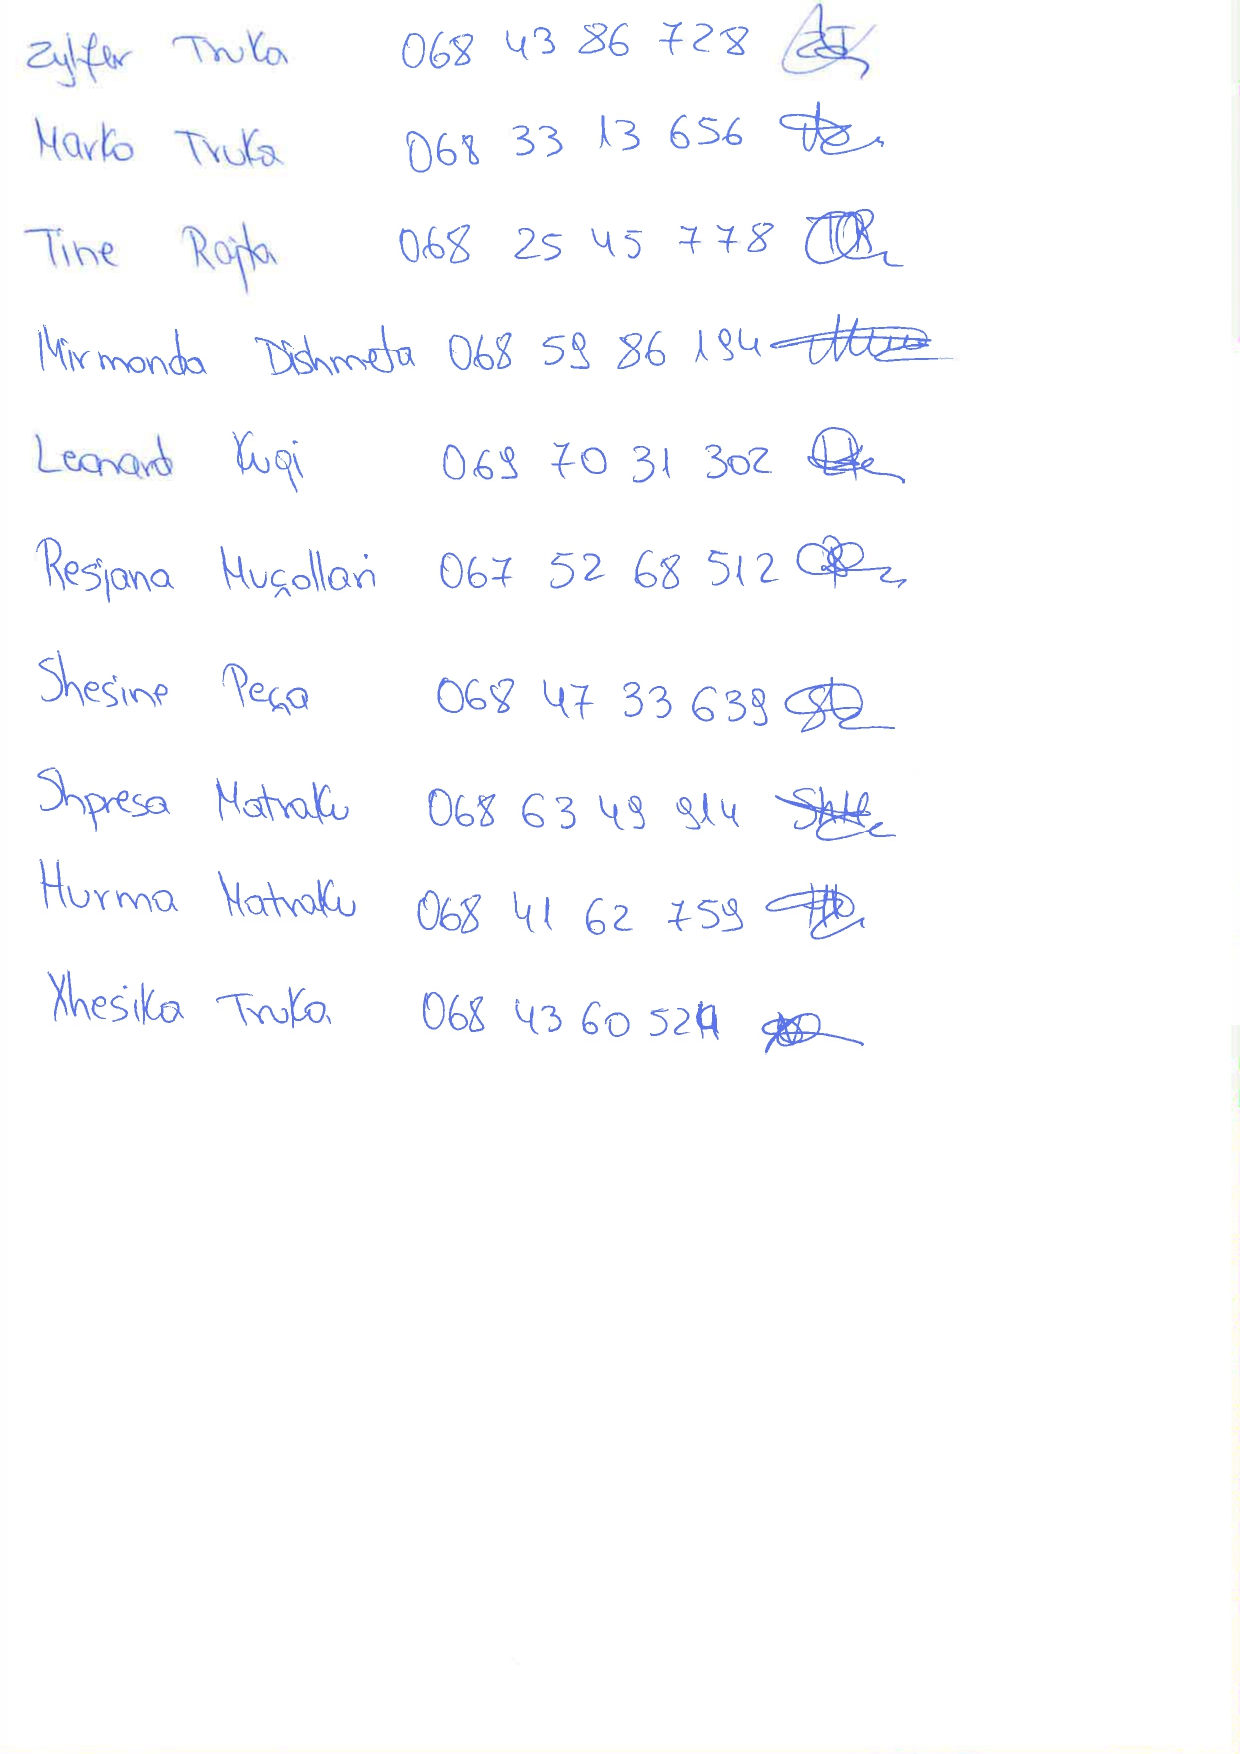 Zylfer Truka 068 43 86 728
Marko Truka 068 33 13 656
Tine Rajta 068 25 45 778
Mirmonda Dishmeta 068 59 86 194
Leonard Kuqi 069 70 31 302
Resjana Muçollari 067 52 68 512
Shesine Peça 068 47 33 639
Shpresa Matraku 068 63 49 914
Hurma Matraku 068 41 62 759
Xhesika Truka 068 43 60 524